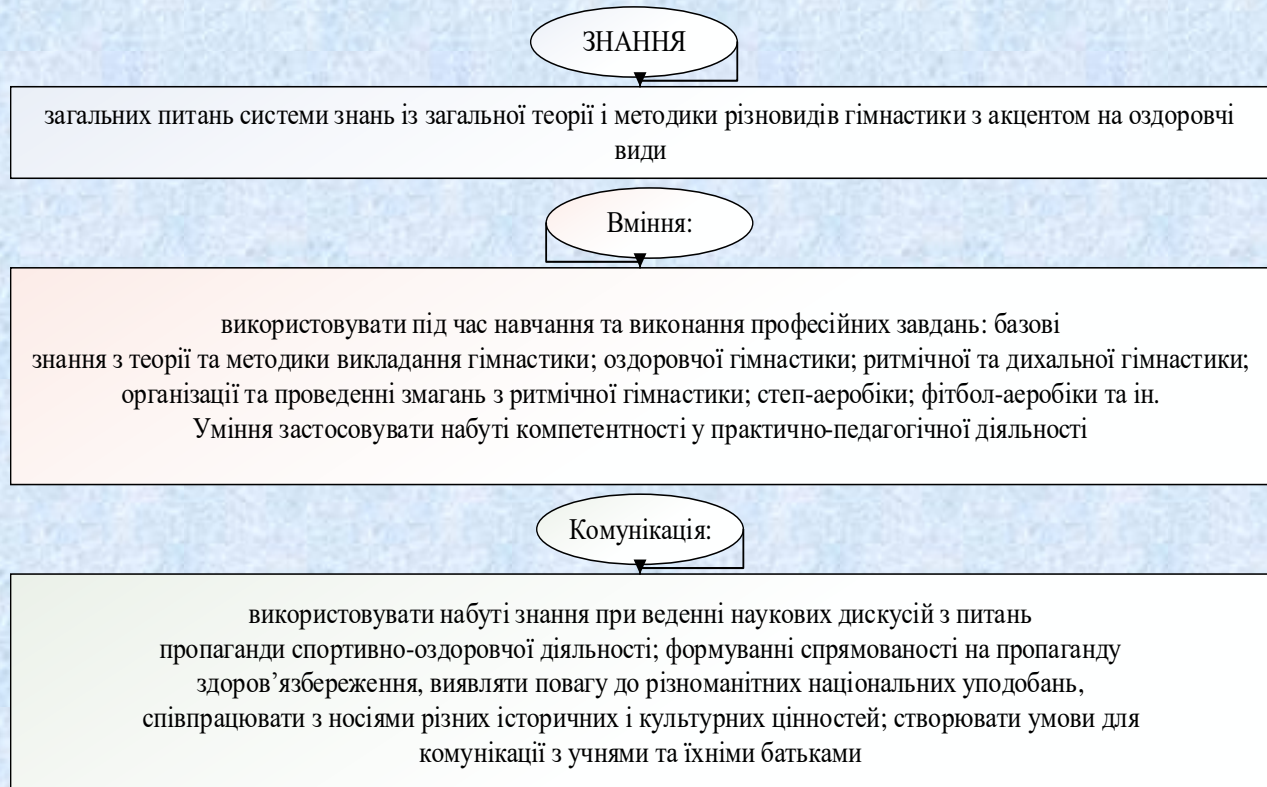 ЗНАННЯ
загальних питань системи знань із загальної теорії і методики різновидів гімнастики з акцентом на оздоровчі
види
Вміння:
використовувати під час навчання та виконання професійних завдань: базові
знання з теорії та методики викладання гімнастики; оздоровчої гімнастики; ритмічної та дихальної гімнастики;
організації та проведенні змагань з ритмічної гімнастики; степ-аеробіки; фітбол-аеробіки та ін.
Уміння застосовувати набуті компетентності у практично-педагогічної діяльності
Комунікація:
використовувати набуті знання при веденні наукових дискусій з питань
пропаганди спортивно-оздоровчої діяльності; формуванні спрямованості на пропаганду
здоров’язбереження, виявляти повагу до різноманітних національних уподобань,
співпрацювати з носіями різних історичних і культурних цінностей; створювати умови для
комунікації з учнями та їхніми батьками